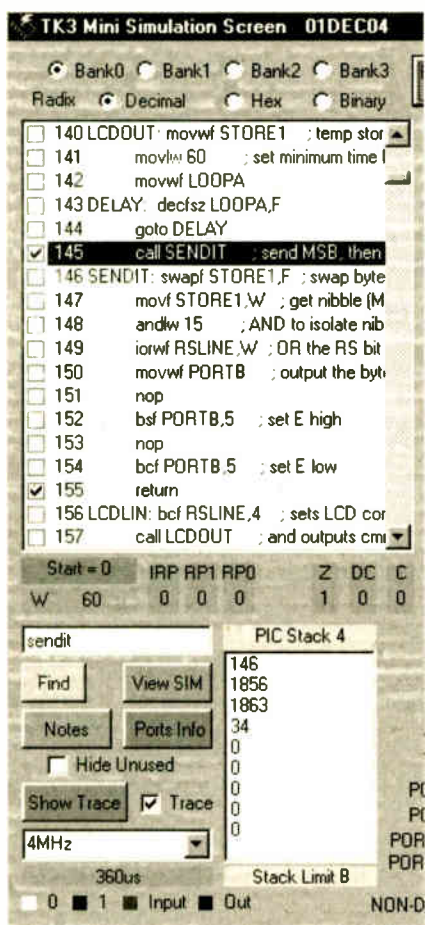 TK3 Mini Simulation Screen 01DEC04
Bank0 Bank1 Bank2 Bank3
Radix Decimal Hex Binary
140 LCDOUT: movwf STORE1 ; temp stor
141 movlw 60 ; set minimum time l
142 movwf LOOPA
143 DELAY: decfsz LOOPA,F
144 goto DELAY
145 call SENDIT ; send MSB, then
146 SENDIT: swapf STORE1,F ; swap byte
147 movf STORE1,W ; get nibble (M
148 andlw 15 ; AND to isolate nib
149 iorwf RSLINE,W ; OR the RS bit
150 movwf PORTB ; output the byt
151 nop
152 bsf PORTB,5 ; set E high
153 nop
154 bcf PORTB,5 ; set E low
155 return
156 LCDLIN: bcf RSLINE,4 ; sets LCD cor
157 call LCDOUT ; and outputs cm
Start = 0 IRP RP1 RP0 Z DC C
W 60 0 0 0 1 0 0
sendit
Find View SIM
Notes Ports Info
Hide Unused
Show Trace Trace
4MHz
360us
0 1 Input Out
PIC Stack 4
146
1856
1863
34
0
0
0
0
Stack Limit 8
PO
PO
POR
POR
NON-D